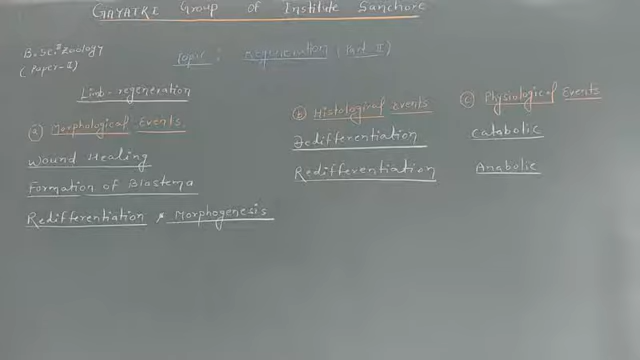 GAYATRI Group of Institute Sanchore
B.Sc. II Zoology
(Paper-II)
Topic: Regeneration (Part II)
Limb-regeneration
(a) Morphological Events
Wound Healing
Formation of Blastema
Redifferentiation & Morphogenesis
(b) Histological events
Dedifferentiation
Redifferentiation
(c) Physiological Events
Catabolic
Anabolic